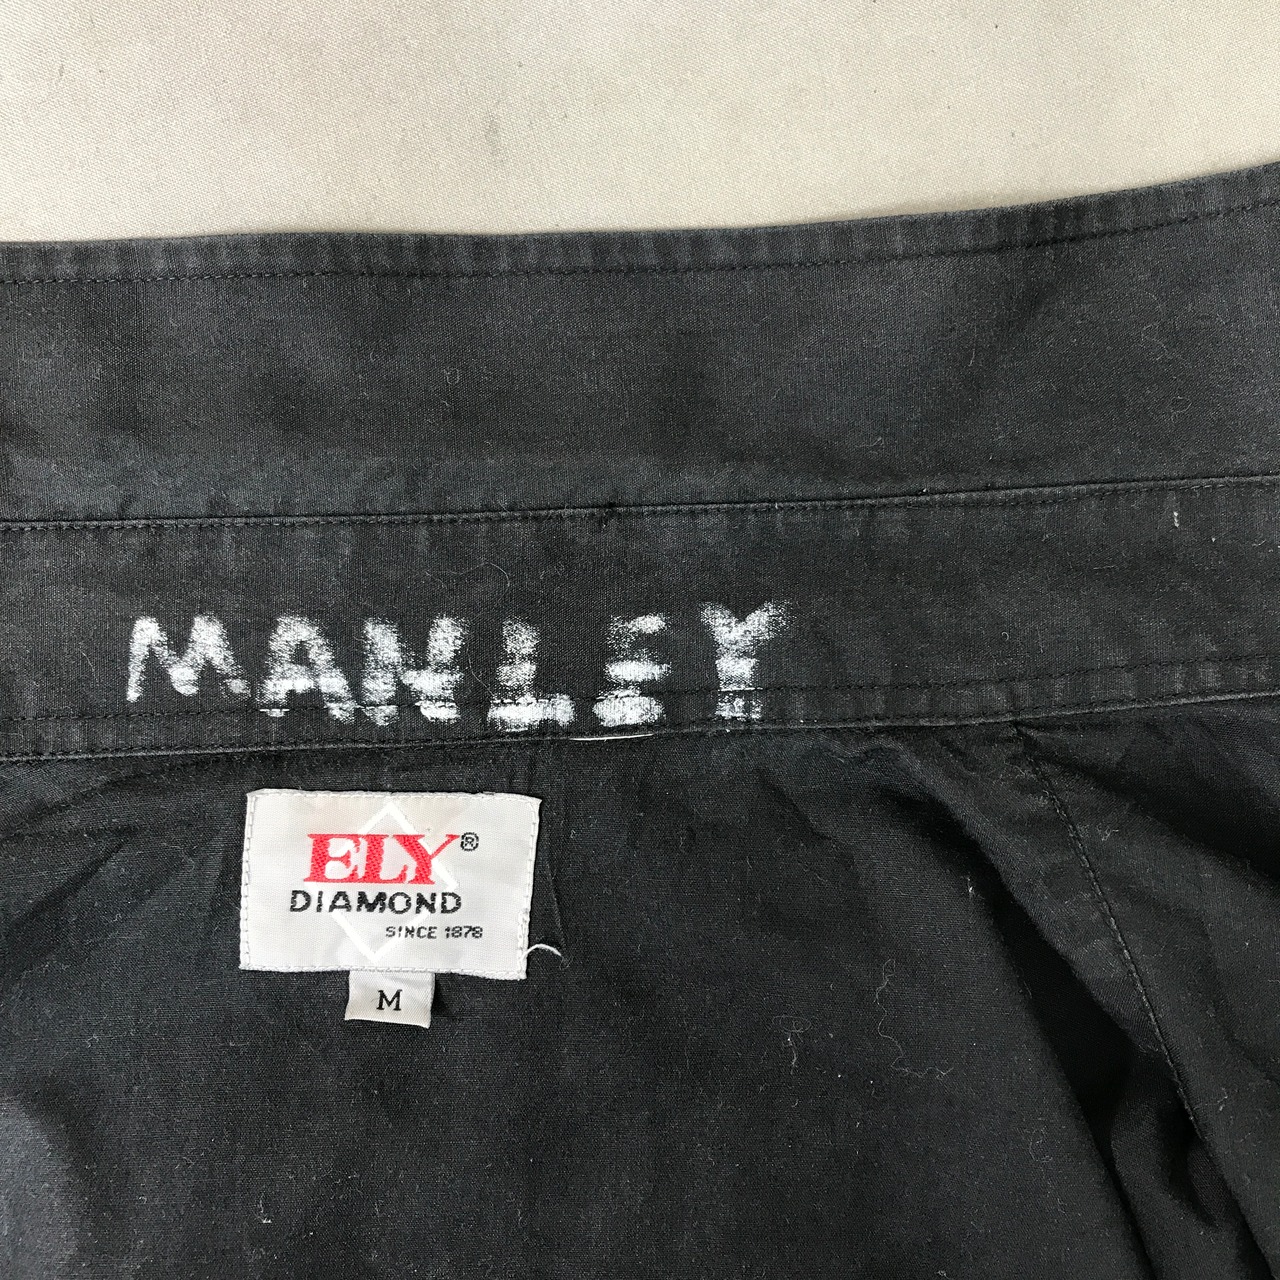 MANLEY
ELY®
DIAMOND
SINCE 1878
M